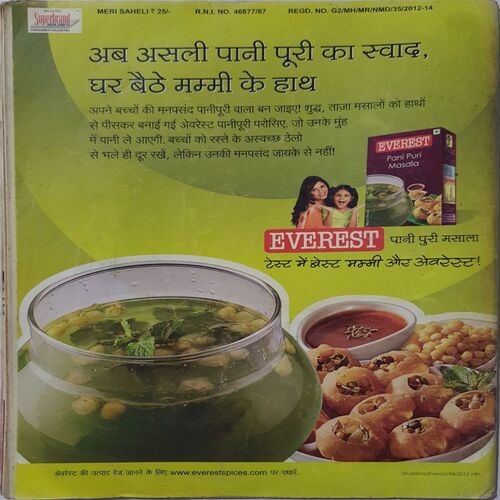 Superbrand
MERI SAHELI ₹ 25/- R.N.I. NO. 46877/87 REGD. NO. G2/MH/MR/NMD/35/2012-14
अब असली पानी पूरी का स्वाद,
घर बैठे मम्मी के हाथ
अपने बच्चों की मनपसंद पानीपूरी वाला बन जाइए! शुद्ध, ताज़ा मसालों को हाथों
से पीसकर बनाई गई अेवरेस्ट पानीपूरी परोसिए, जो उनके मुंह
में पानी ले आएगी. बच्चों को रस्ते के अस्वच्छ ठेलो
से भले ही दूर रखें, लेकिन उनकी मनपसंद जायके से नहीं!
EVEREST
Pani Puri
Masala
EVEREST पानी पुरी मसाला
टेस्ट में बेस्ट मम्मी और अेवरेस्ट!
अेवरेस्ट की उत्पाद रेंज जानने के लिए www.everestspices.com पर पधारें.